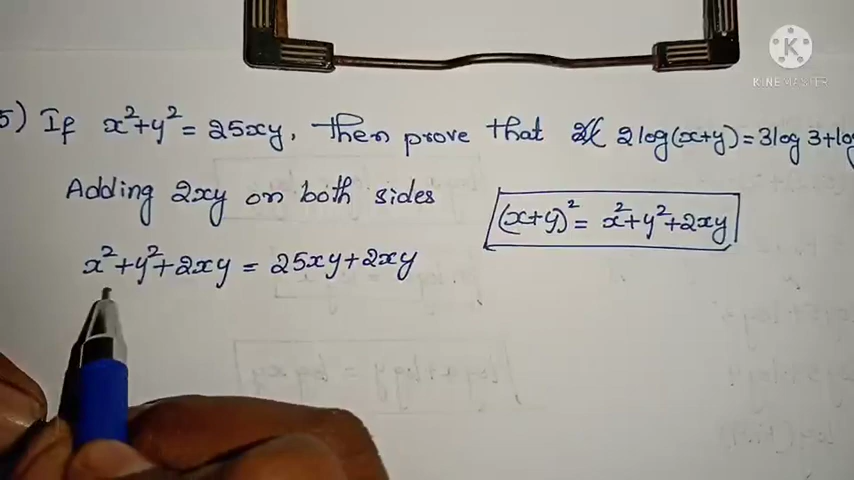 KINEMASTER
5) If x²+y² = 25xy, then prove that 2log(x+y) = 3log 3+log
Adding 2xy on both sides
(x+y)² = x²+y²+2xy
x²+y²+2xy = 25xy+2xy